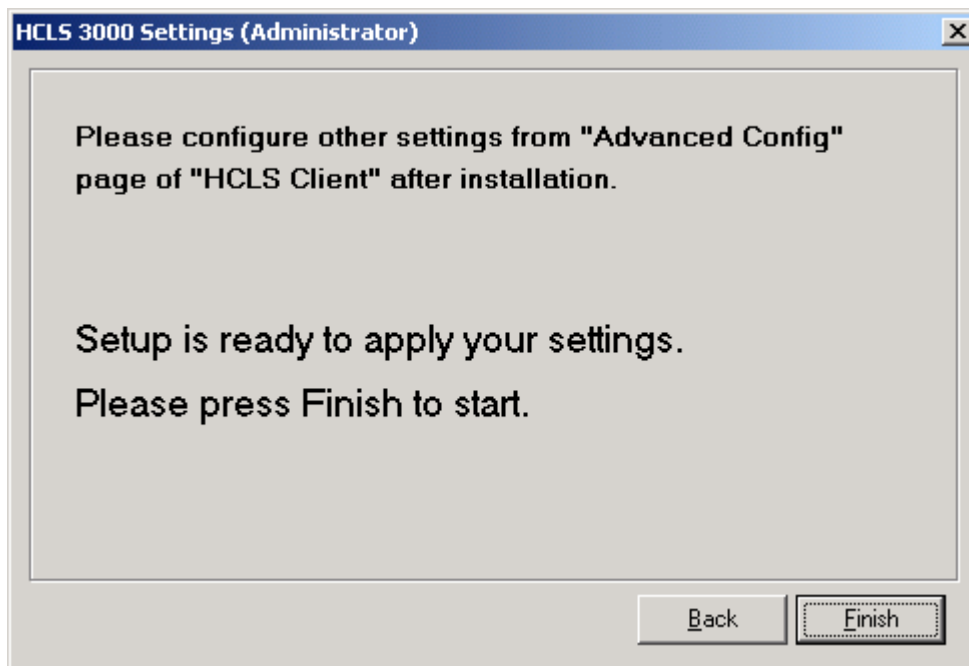 HCLS 3000 Settings (Administrator)
Please configure other settings from "Advanced Config"
page of "HCLS Client" after installation.
Setup is ready to apply your settings.
Please press Finish to start.
Back
Finish